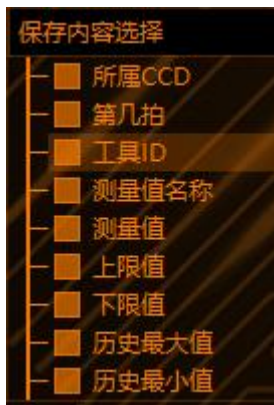 保存内容选择
所属CCD
第几拍
工具ID
测量值名称
测量值
上限值
下限值
历史最大值
历史最小值